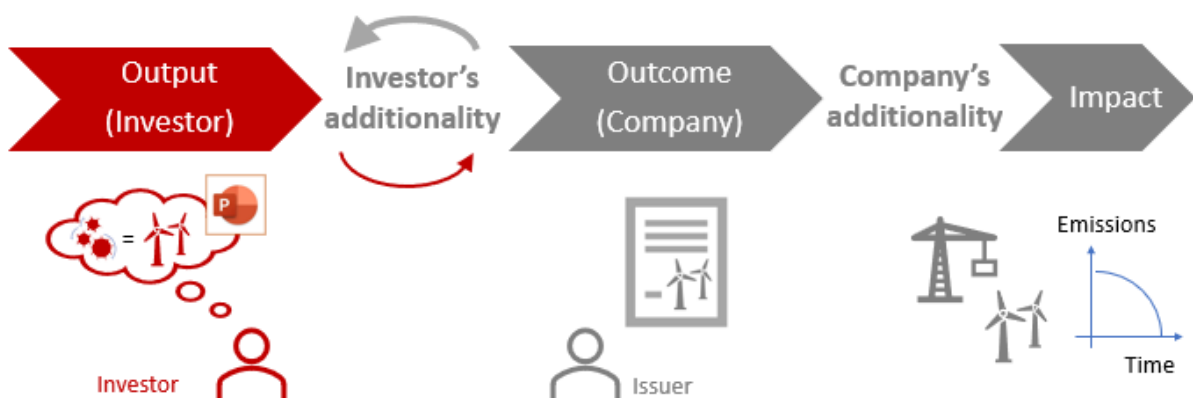 Output
(Investor)
Investor's
additionality
Outcome
(Company)
Company's
additionality
Impact
P
=
Emissions
Time
Investor
Issuer